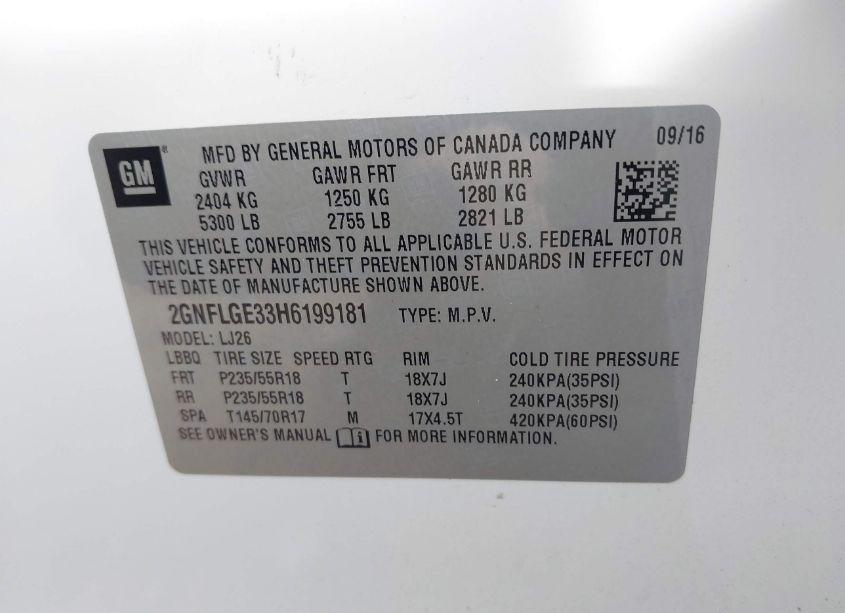 GM ® MFD BY GENERAL MOTORS OF CANADA COMPANY 09/16
GVWR GAWR FRT GAWR RR
2404 KG 1250 KG 1280 KG
5300 LB 2755 LB 2821 LB
THIS VEHICLE CONFORMS TO ALL APPLICABLE U.S. FEDERAL MOTOR
VEHICLE SAFETY AND THEFT PREVENTION STANDARDS IN EFFECT ON
THE DATE OF MANUFACTURE SHOWN ABOVE.
2GNFLGE33H6199181 TYPE: M.P.V.
MODEL: LJ26
LBBQ TIRE SIZE SPEED RTG RIM COLD TIRE PRESSURE
FRT P235/55R18 T 18X7J 240KPA(35PSI)
RR P235/55R18 T 18X7J 240KPA(35PSI)
SPA T145/70R17 M 17X4.5T 420KPA(60PSI)
SEE OWNER'S MANUAL FOR MORE INFORMATION.